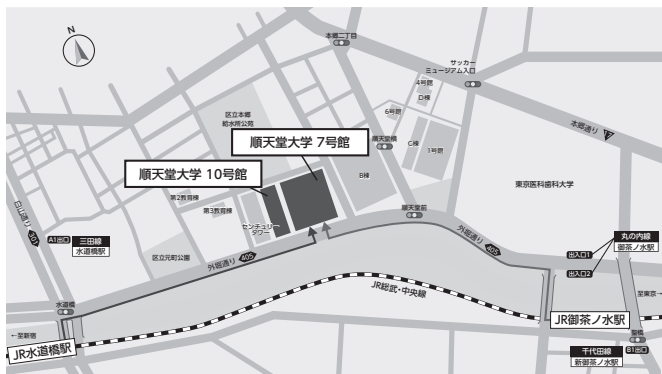 N
本郷二丁目
サッカー
ミュージアム入口
4号館
D棟
6号館
C棟
1号館
本郷通り
17
区立本郷
給水所公苑
順天堂大学 7号館
順天堂大学 10号館
順天堂横
B棟
東京医科歯科大学
第2教育棟
第3教育棟
センチュリー
タワー
順天堂前
外堀通り
405
白山通り
301
A1出口
三田線
水道橋駅
区立元町公園
外堀通り
405
出入口1
出入口2
丸の内線
御茶ノ水駅
JR総武・中央線
至東京→
水道橋
←至新宿
JR水道橋駅
JR御茶ノ水駅
聖橋
千代田線
新御茶ノ水駅
B1出口